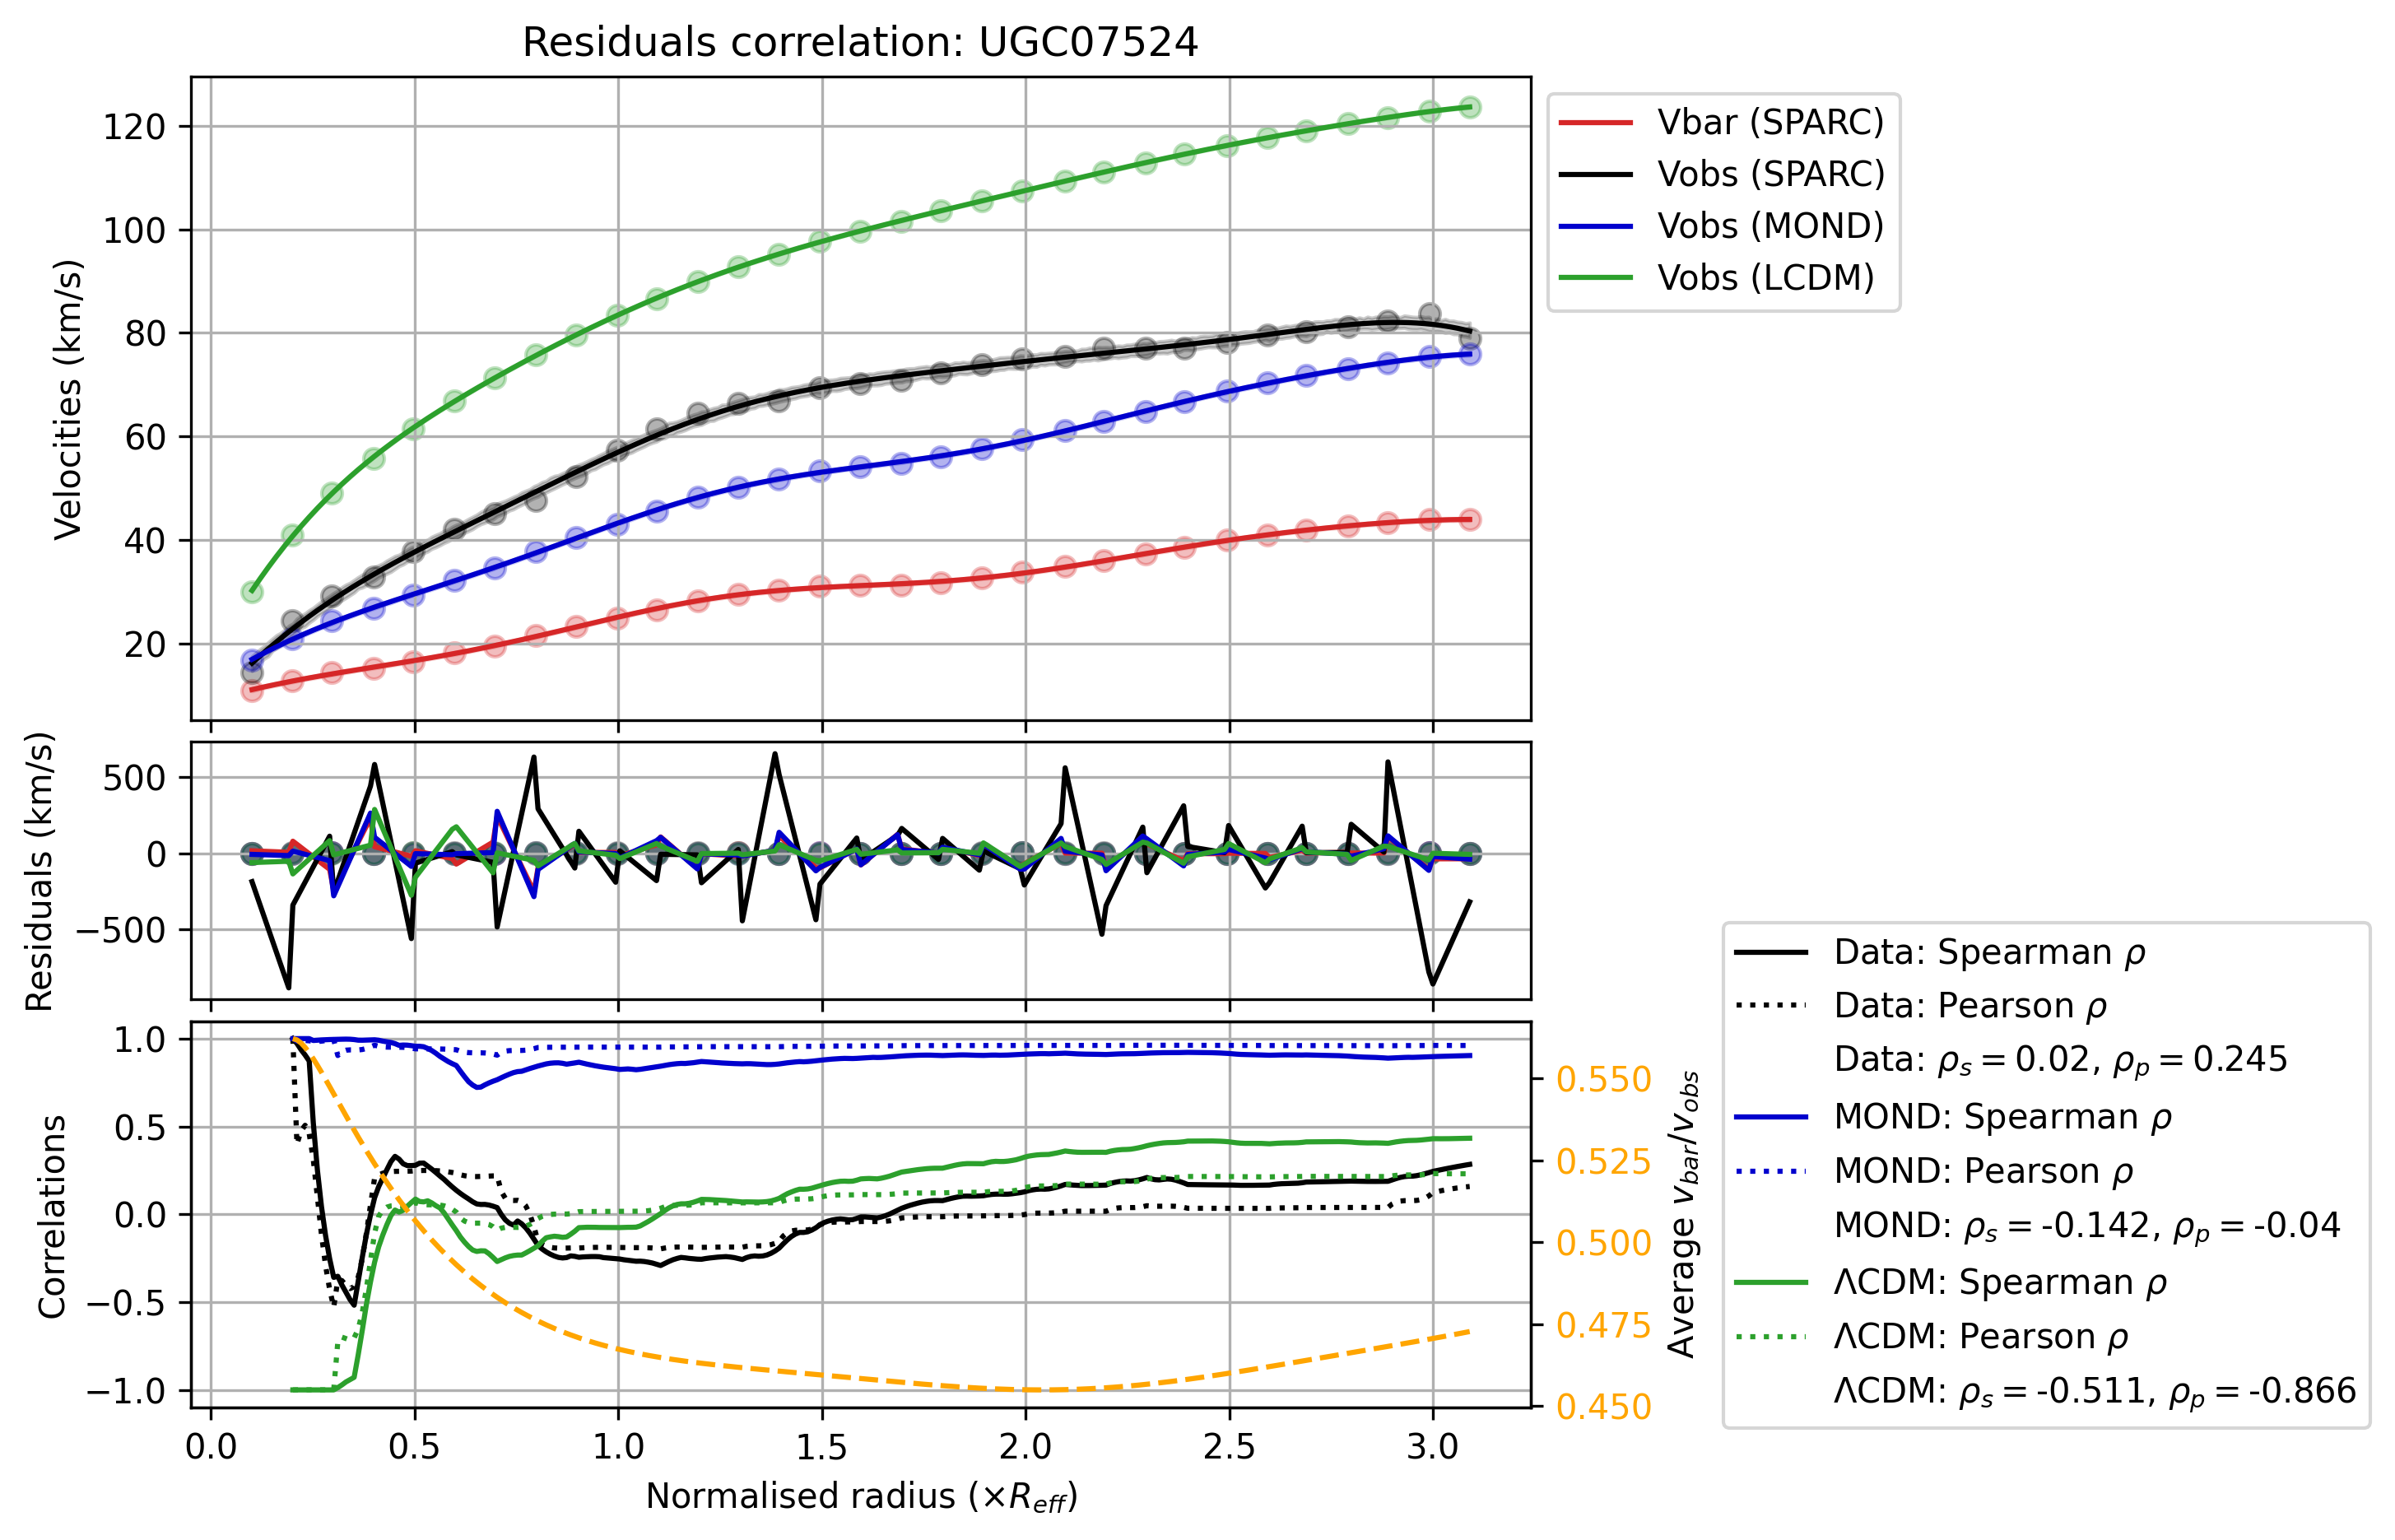 Residuals correlation: UGC07524
Velocities (km/s)
120
100
80
60
40
20
Vbar (SPARC)
Vobs (SPARC)
Vobs (MOND)
Vobs (LCDM)
Residuals (km/s)
500
0
−500
Correlations
1.0
0.5
0.0
−0.5
−1.0
0.550
0.525
0.500
0.475
0.450
Average v_bar/v_obs
0.0 0.5 1.0 1.5 2.0 2.5 3.0
Normalised radius (×R_eff)
Data: Spearman ρ
Data: Pearson ρ
Data: ρ_s = 0.02, ρ_p = 0.245
MOND: Spearman ρ
MOND: Pearson ρ
MOND: ρ_s = -0.142, ρ_p = -0.04
ΛCDM: Spearman ρ
ΛCDM: Pearson ρ
ΛCDM: ρ_s = -0.511, ρ_p = -0.866